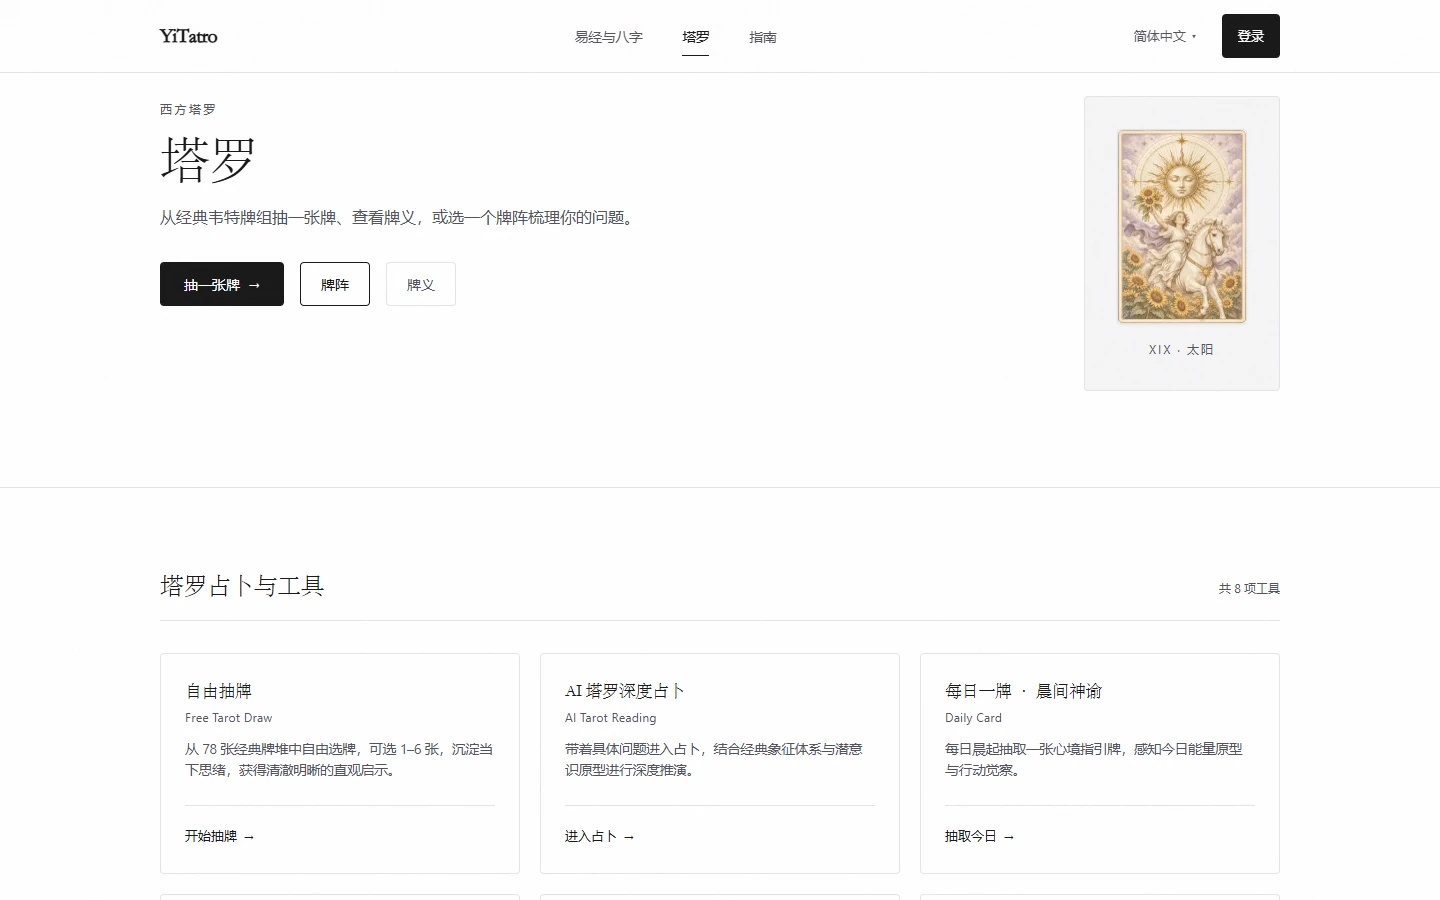 YiTatro
易经与八字
塔罗
指南
简体中文
登录
西方塔罗
塔罗
从经典韦特牌组抽一张牌、查看牌义，或选一个牌阵梳理你的问题。
抽一张牌 →
牌阵
牌义
XIX · 太阳
塔罗占卜与工具
共 8 项工具
自由抽牌
Free Tarot Draw
从 78 张经典牌堆中自由选牌，可选 1–6 张，沉淀当
下思绪，获得清澈明晰的直观启示。
开始抽牌 →
AI 塔罗深度占卜
AI Tarot Reading
带着具体问题进入占卜，结合经典象征体系与潜意
识原型进行深度推演。
进入占卜 →
每日一牌 · 晨间神谕
Daily Card
每日晨起抽取一张心境指引牌，感知今日能量原型
与行动觉察。
抽取今日 →